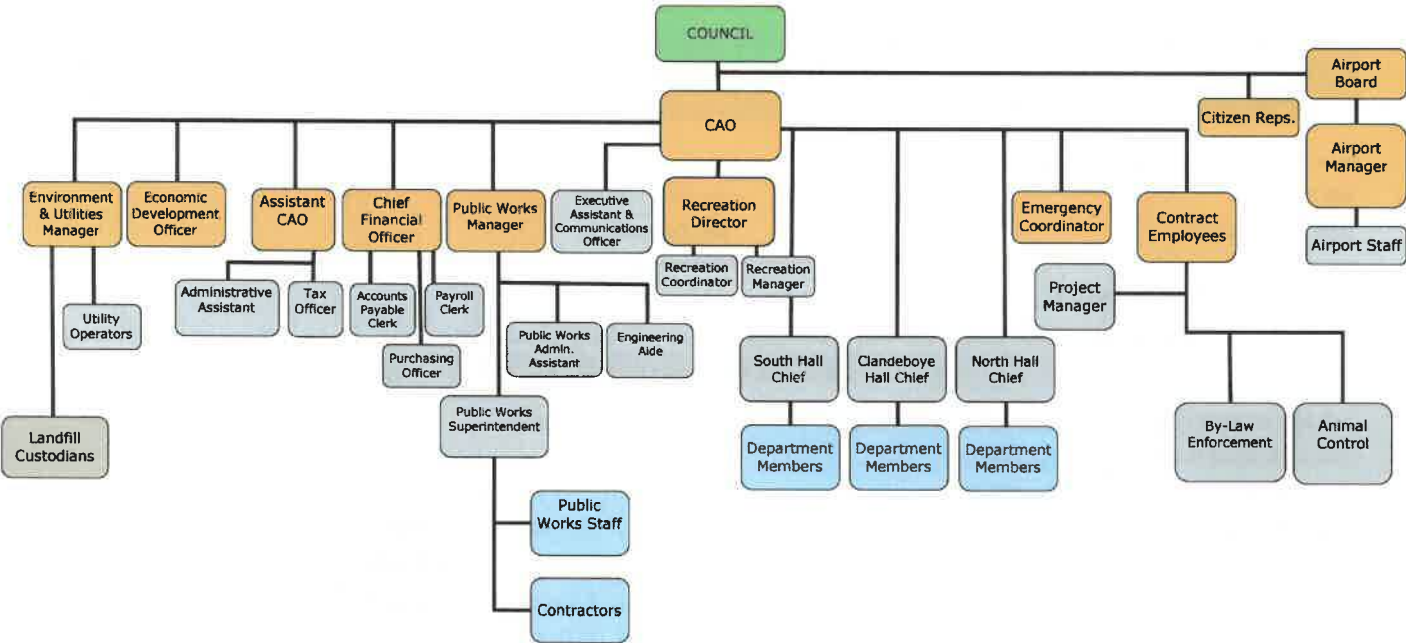 COUNCIL
Airport
Board
CAO
Citizen Reps.
Airport
Manager
Environment
& Utilities
Manager
Economic
Development
Officer
Assistant
CAO
Chief
Financial
Officer
Public Works
Manager
Executive
Assistant &
Communications
Officer
Recreation
Director
Emergency
Coordinator
Contract
Employees
Airport Staff
Recreation
Coordinator
Recreation
Manager
Administrative
Assistant
Tax
Officer
Accounts
Payable
Clerk
Payroll
Clerk
Project
Manager
Utility
Operators
Purchasing
Officer
Public Works
Admin.
Assistant
Engineering
Aide
South Hall
Chief
Clandeboye
Hall Chief
North Hall
Chief
Public Works
Superintendent
Landfill
Custodians
Department
Members
Department
Members
Department
Members
By-Law
Enforcement
Animal
Control
Public
Works Staff
Contractors